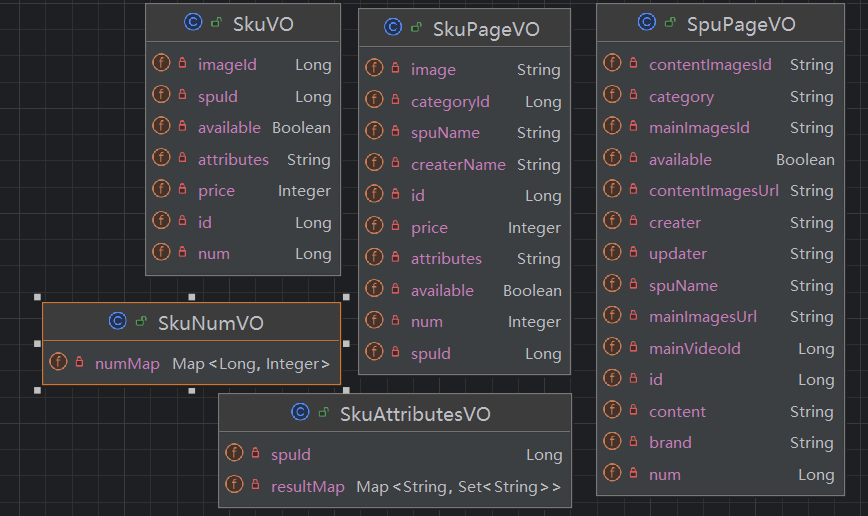 SkuVO
imageId Long
spuId Long
available Boolean
attributes String
price Integer
id Long
num Long
SkuPageVO
image String
categoryId Long
spuName String
createrName String
id Long
price Integer
attributes String
available Boolean
num Integer
spuId Long
SpuPageVO
contentImagesId String
category String
mainImagesId String
available Boolean
contentImagesUrl String
creater String
updater String
spuName String
mainImagesUrl String
mainVideoId Long
id Long
content String
brand String
num Long
SkuNumVO
numMap Map<Long, Integer>
SkuAttributesVO
spuId Long
resultMap Map<String, Set<String>>